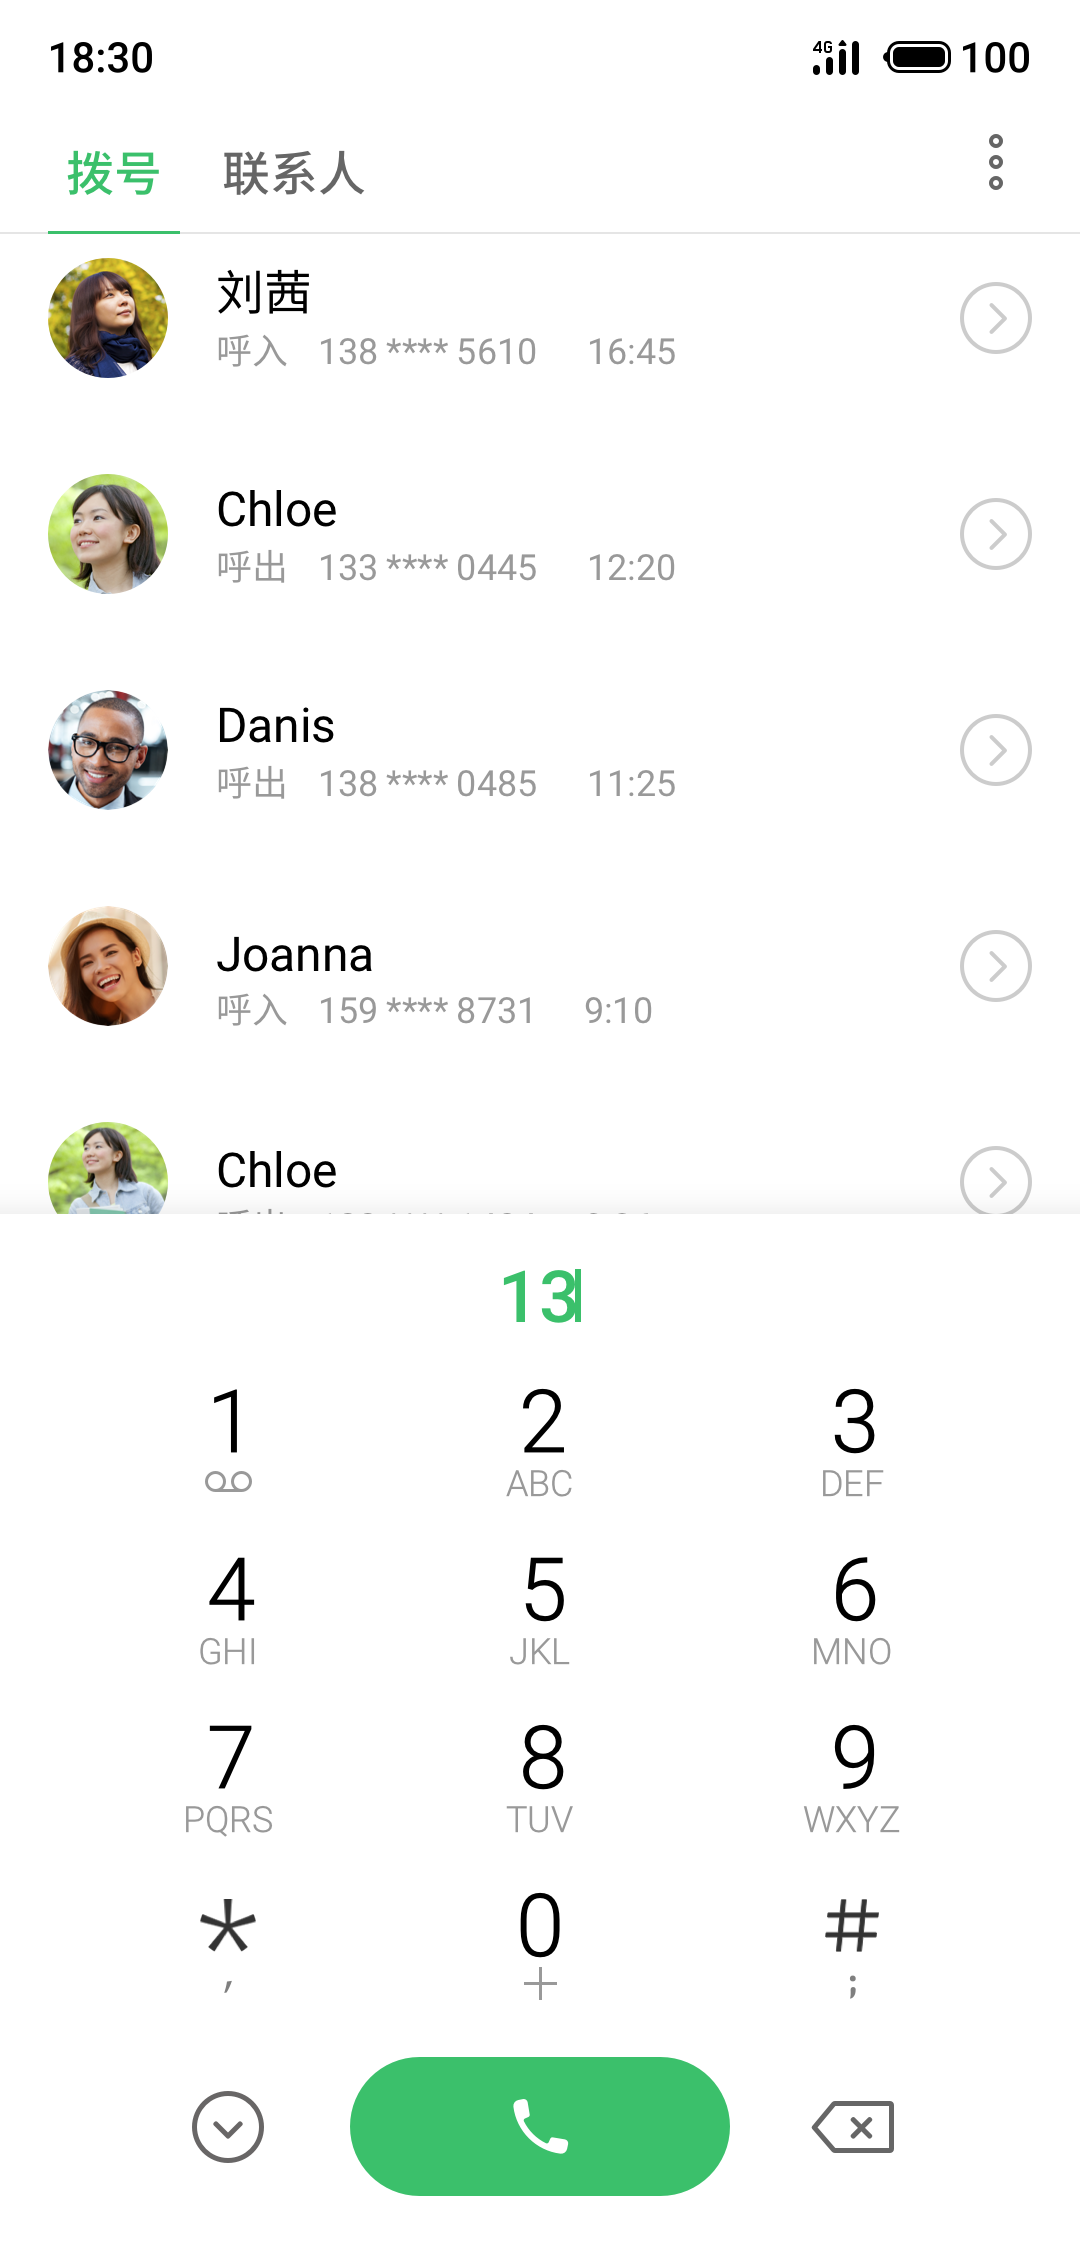 18:30 4G 100
拨号 联系人
刘茜
呼入 138 **** 5610 16:45
Chloe
呼出 133 **** 0445 12:20
Danis
呼出 138 **** 0485 11:25
Joanna
呼入 159 **** 8731 9:10
Chloe
13
1 2 3
ABC DEF
4 5 6
GHI JKL MNO
7 8 9
PQRS TUV WXYZ
* 0 #
, + ;